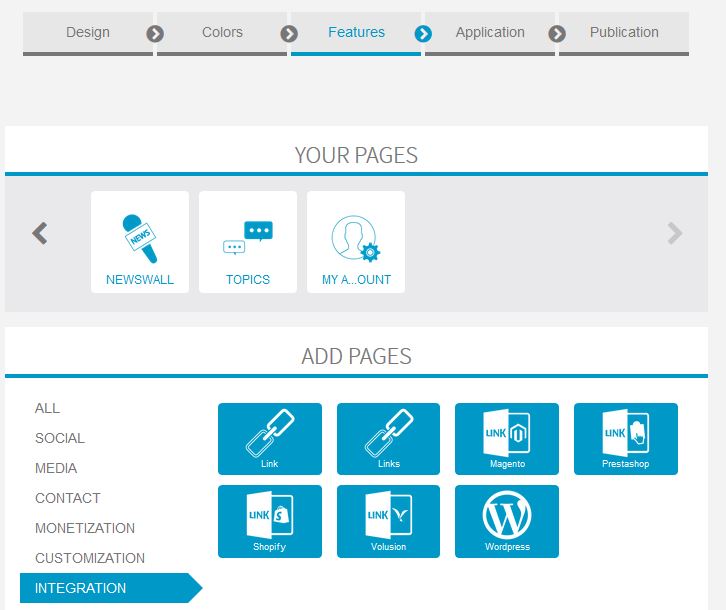 Design Colors Features Application Publication
YOUR PAGES
NEWS
NEWSWALL TOPICS MY A...OUNT
ADD PAGES
ALL
SOCIAL
MEDIA
CONTACT
MONETIZATION
CUSTOMIZATION
INTEGRATION
LINK LINK
Link Links Magento Prestashop
LINK LINK W
Shopify Volusion Wordpress